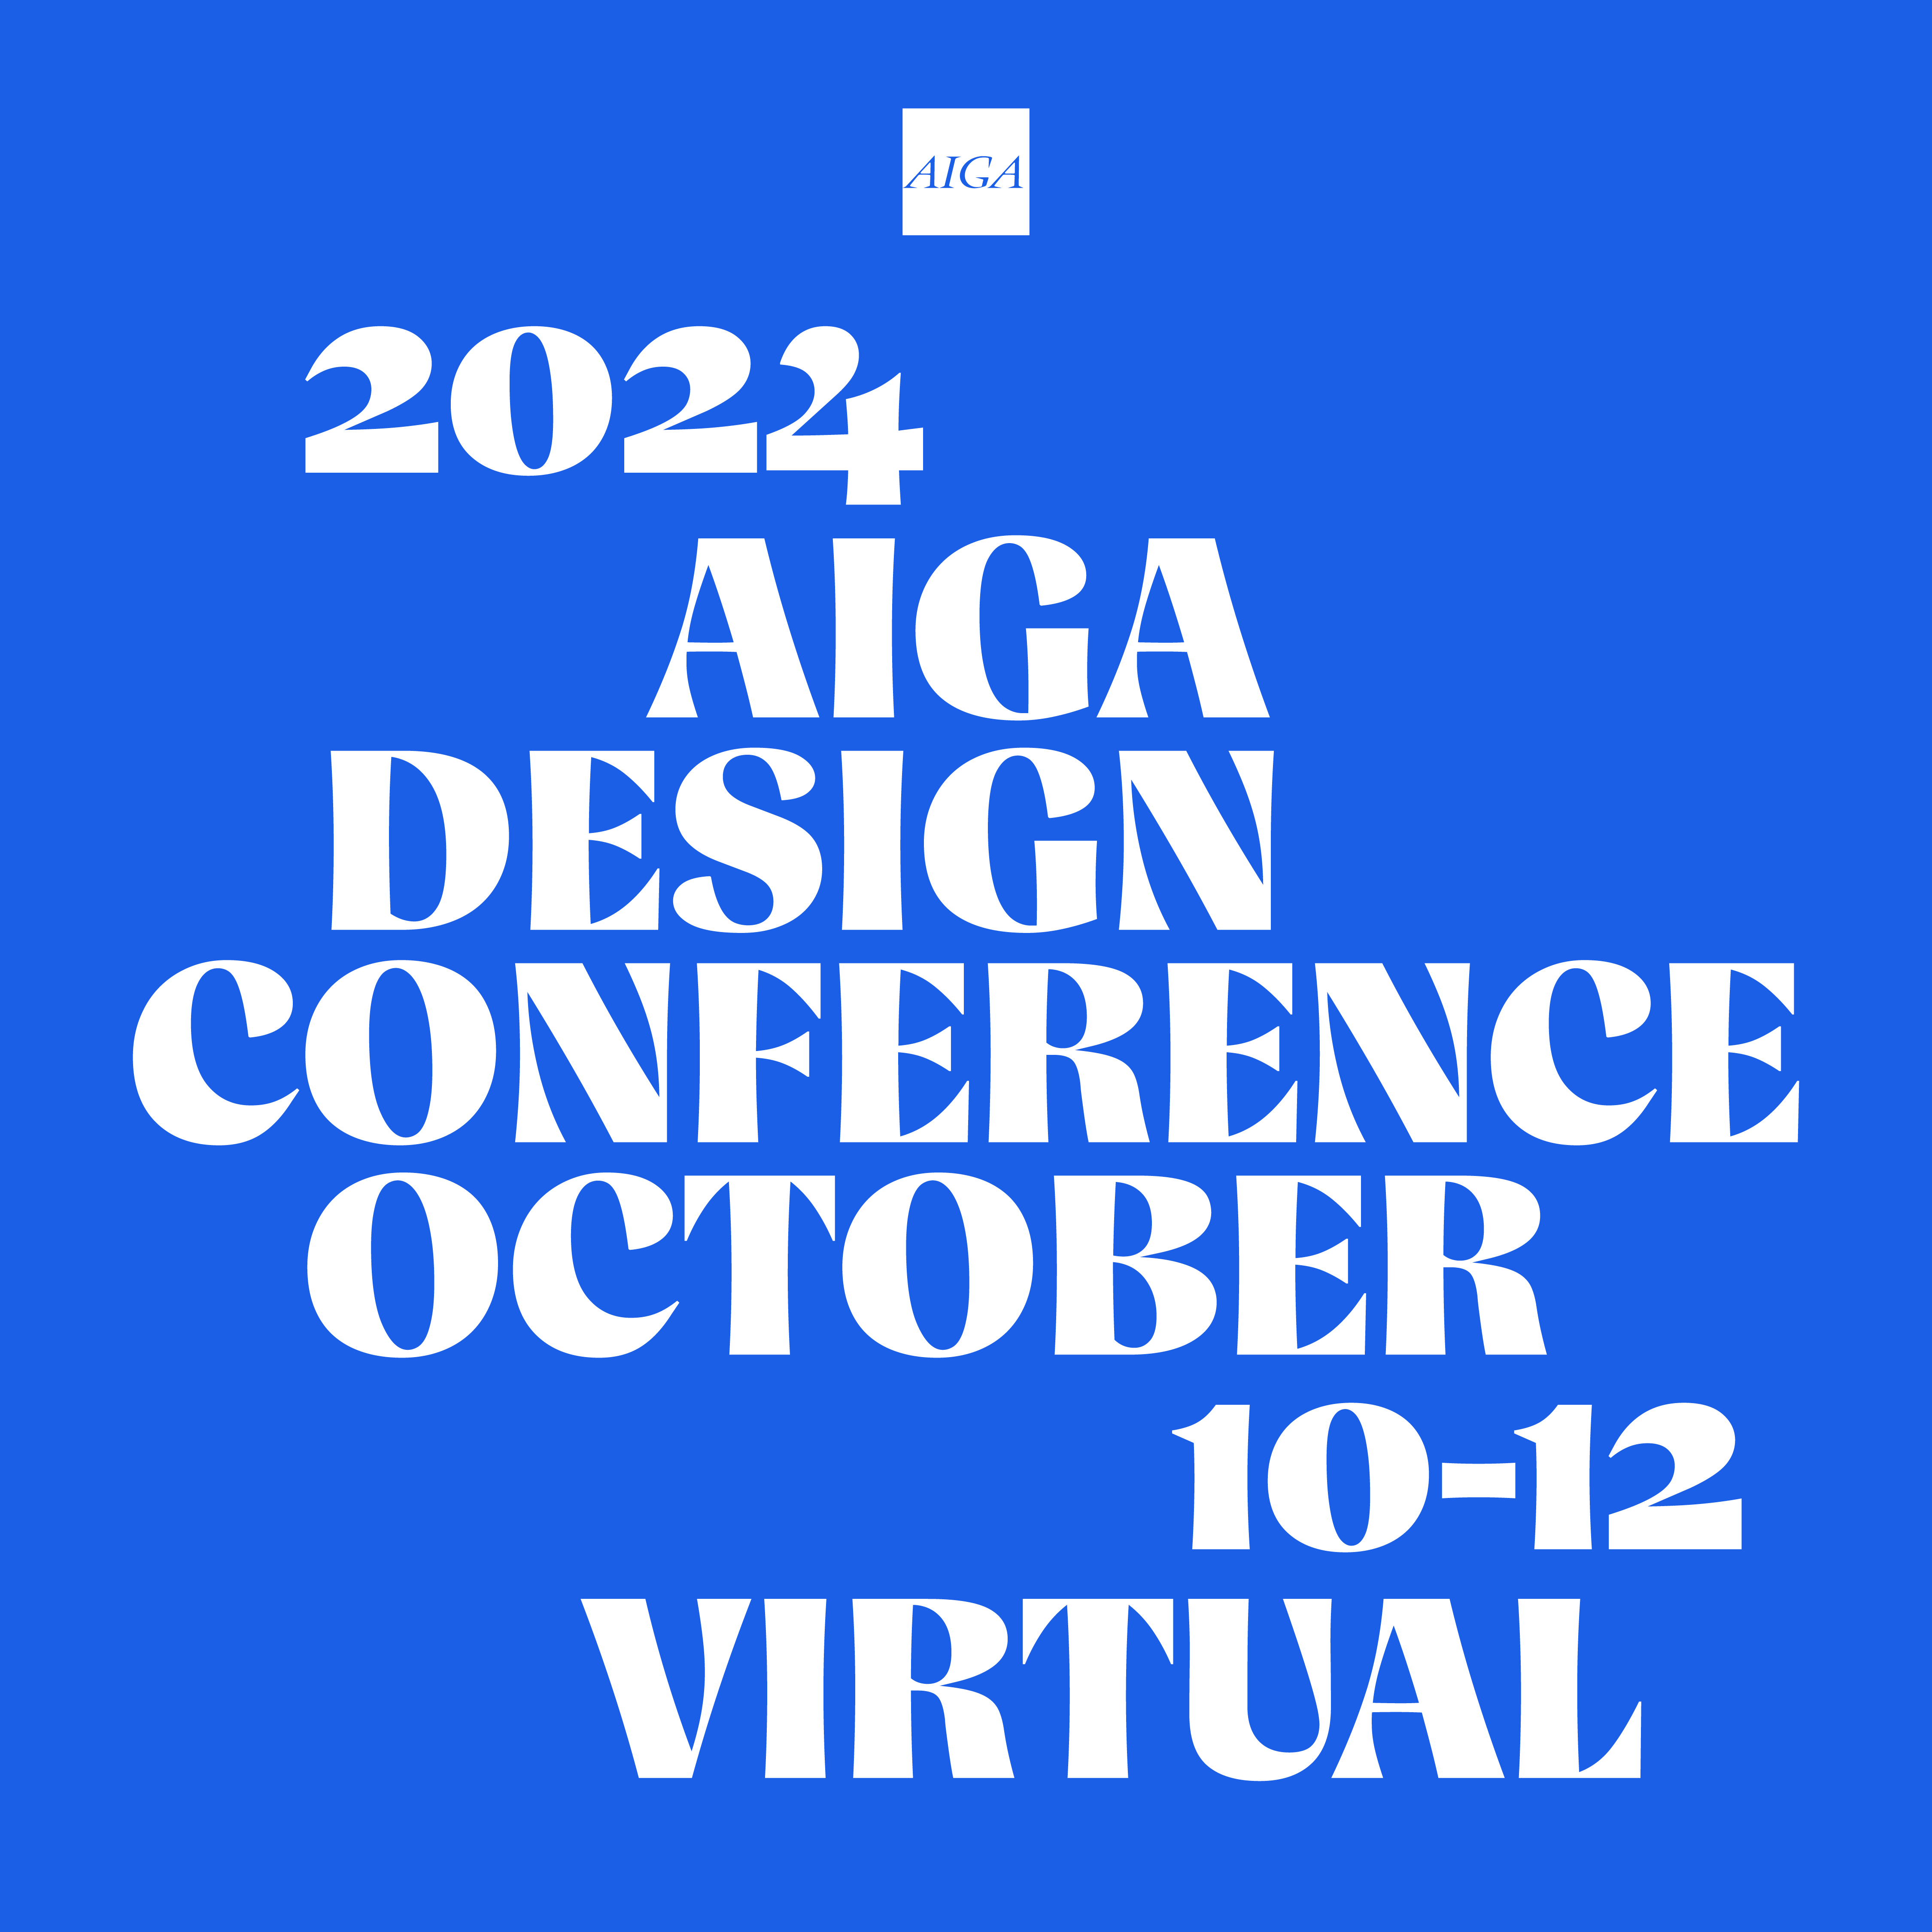 AIGA
2024
AIGA
DESIGN
CONFERENCE
OCTOBER
10-12
VIRTUAL